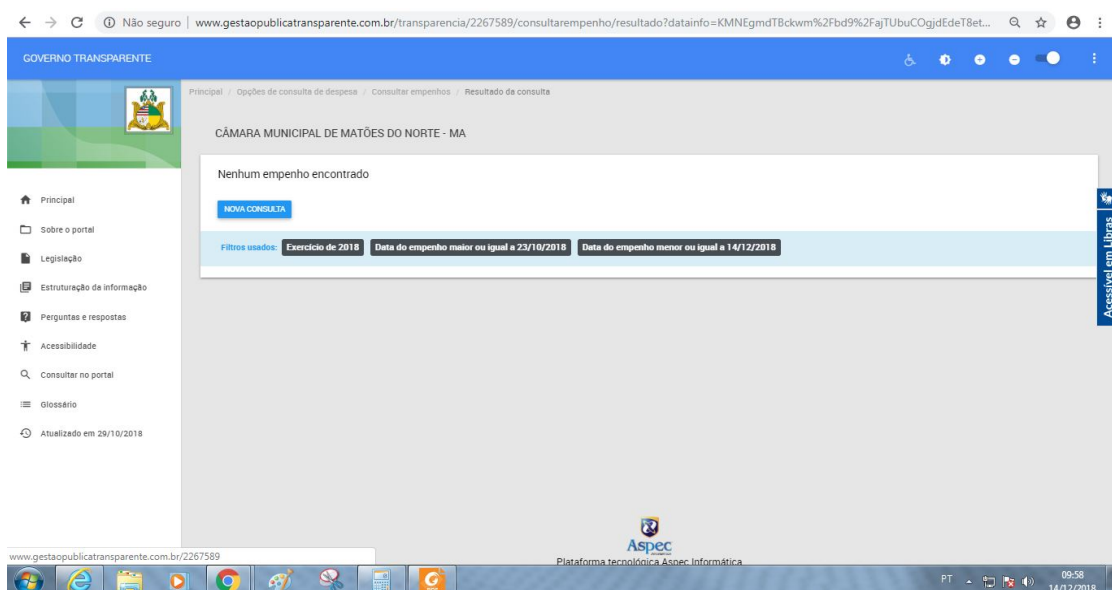 Não seguro
www.gestaopublicatransparente.com.br/transparencia/2267589/consultarempenho/resultado?datainfo=KMNEgmdTBckwm%2Fbd9%2FajTUbuCOgjdEdeT8et...
GOVERNO TRANSPARENTE
Principal / Opções de consulta de despesa / Consultar empenhos / Resultado da consulta
CÂMARA MUNICIPAL DE MATÕES DO NORTE - MA
Nenhum empenho encontrado
NOVA CONSULTA
Filtros usados: Exercício de 2018 Data do empenho maior ou igual a 23/10/2018 Data do empenho menor ou igual a 14/12/2018
Principal
Sobre o portal
Legislação
Estruturação da informação
Perguntas e respostas
Acessibilidade
Consultar no portal
Glossário
Atualizado em 29/10/2018
Acessível em Libras
Aspec
Plataforma tecnológica Aspec Informática
www.gestaopublicatransparente.com.br/2267589
PT
09:58
14/12/2018